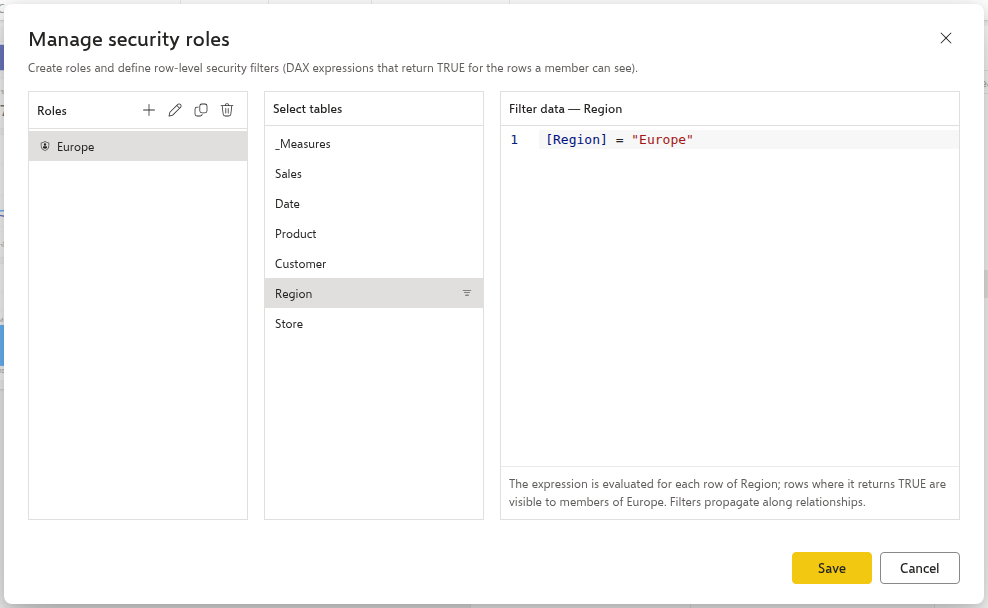 Manage security roles
Create roles and define row-level security filters (DAX expressions that return TRUE for the rows a member can see).
Roles
Europe
Select tables
_Measures
Sales
Date
Product
Customer
Region
Store
Filter data — Region
1 [Region] = "Europe"
The expression is evaluated for each row of Region; rows where it returns TRUE are
visible to members of Europe. Filters propagate along relationships.
Save
Cancel